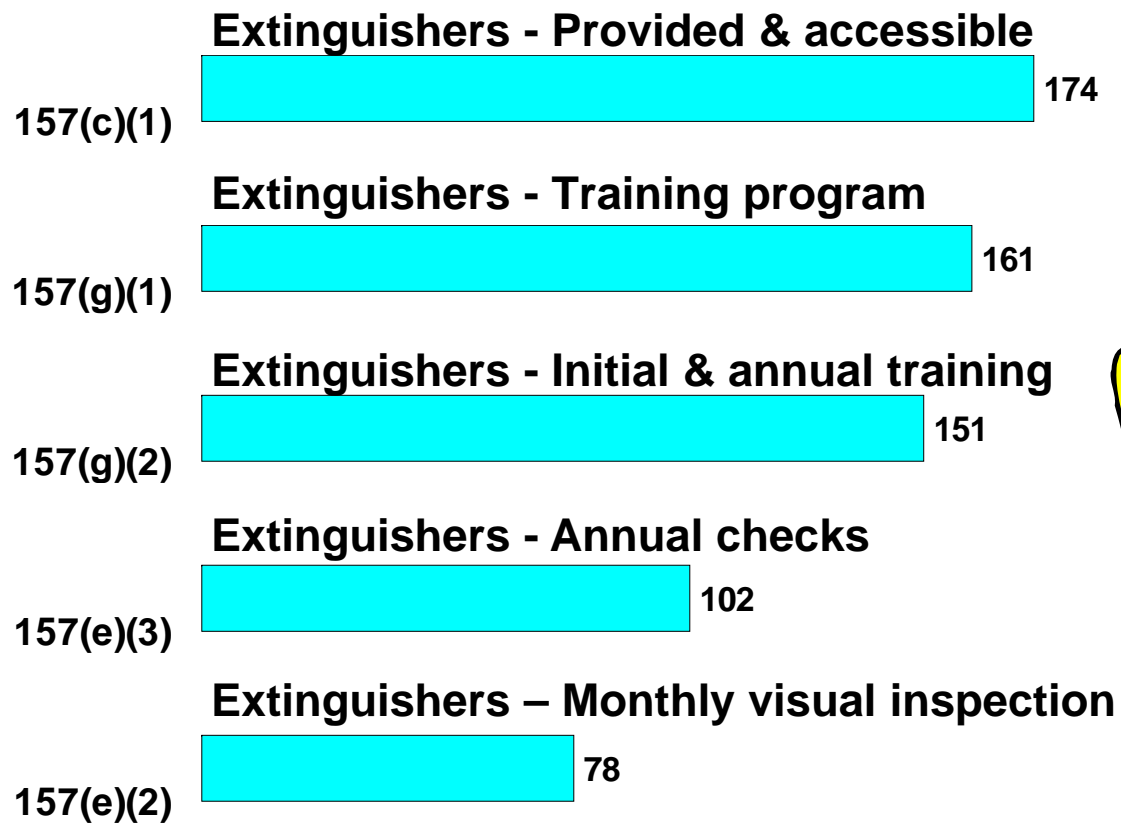 Extinguishers - Provided & accessible
174
157(c)(1)
Extinguishers - Training program
161
157(g)(1)
Extinguishers - Initial & annual training
151
157(g)(2)
Extinguishers - Annual checks
102
157(e)(3)
Extinguishers – Monthly visual inspection
78
157(e)(2)